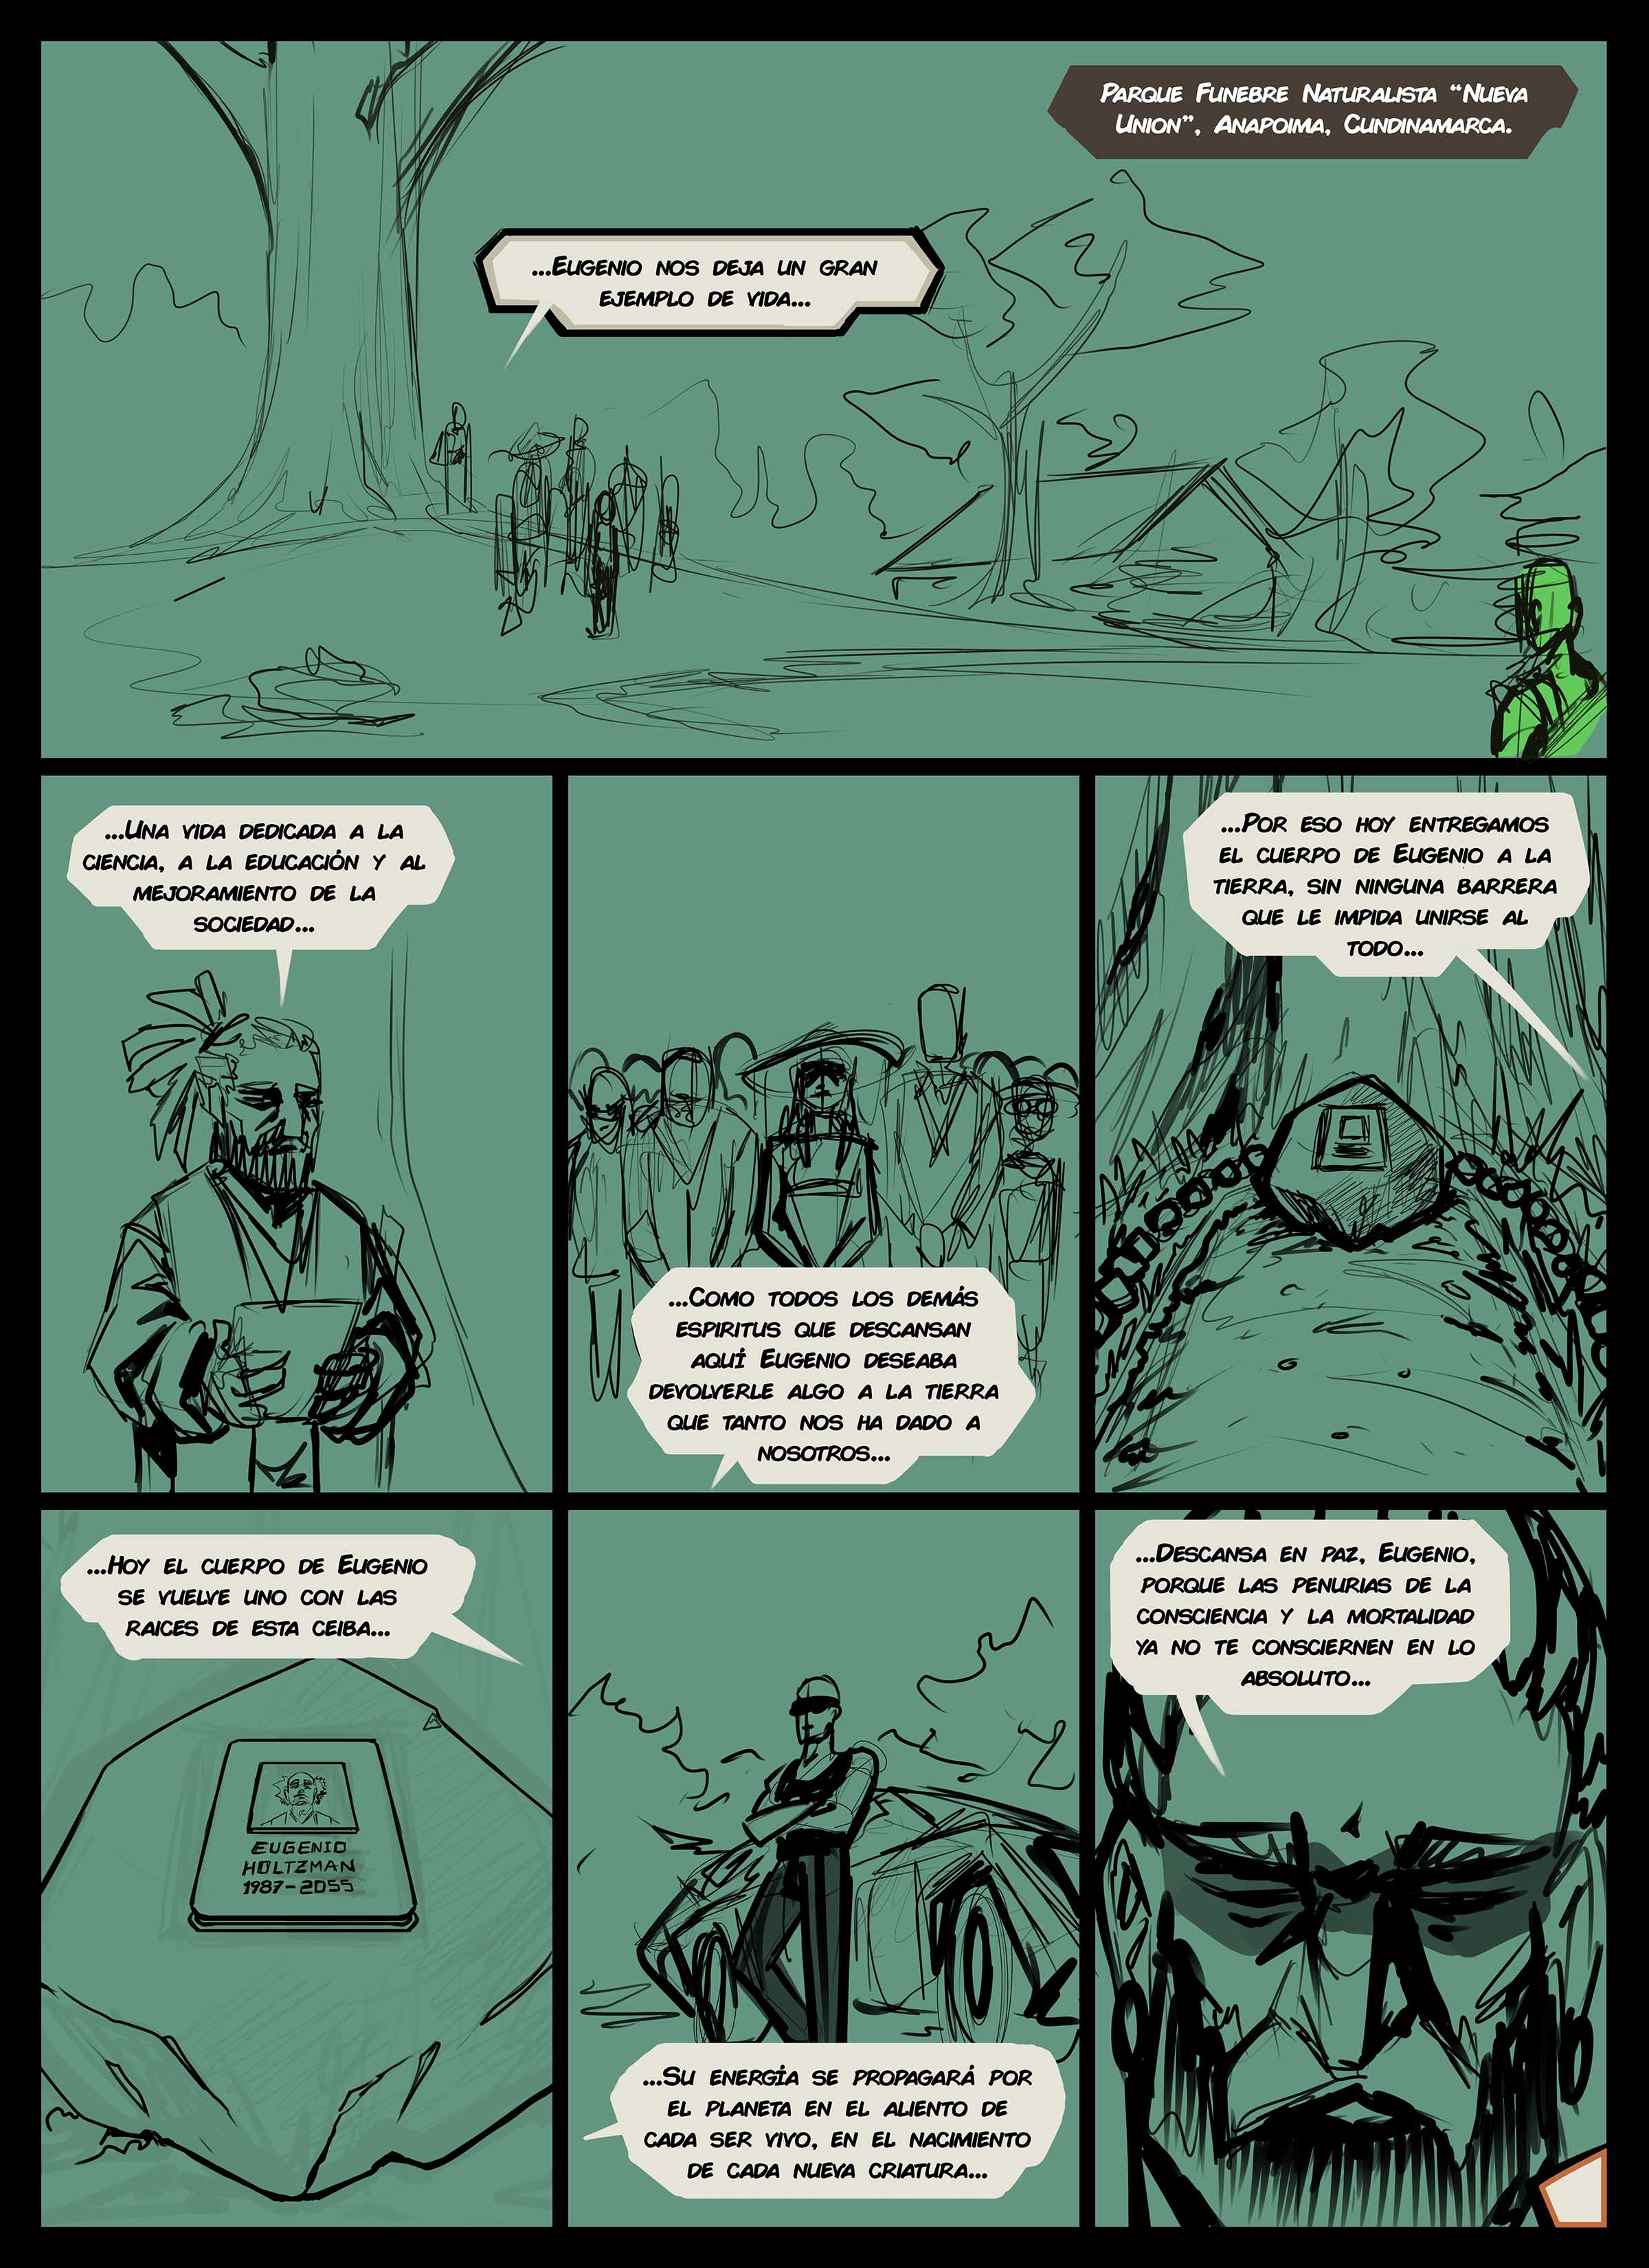 Parque Funebre Naturalista “Nueva
Union”, Anapoima, Cundinamarca.
...Eugenio nos deja un gran
ejemplo de vida...
...Una vida dedicada a la
ciencia, a la educación y al
mejoramiento de la
sociedad...
...Como todos los demás
espiritus que descansan
aquí Eugenio deseaba
devolverle algo a la tierra
que tanto nos ha dado a
nosotros...
...Por eso hoy entregamos
el cuerpo de Eugenio a la
tierra, sin ninguna barrera
que le impida unirse al
todo...
...Hoy el cuerpo de Eugenio
se vuelve uno con las
raices de esta ceiba...
EUGENIO
HOLTZMAN
1987-2055
...Su energía se propagará por
el planeta en el aliento de
cada ser vivo, en el nacimiento
de cada nueva criatura...
...Descansa en paz, Eugenio,
porque las penurias de la
consciencia y la mortalidad
ya no te consciernen en lo
absoluto...